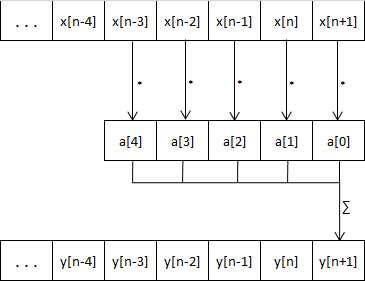 ... x[n-4] x[n-3] x[n-2] x[n-1] x[n] x[n+1]
* * * * *
a[4] a[3] a[2] a[1] a[0]
∑
... y[n-4] y[n-3] y[n-2] y[n-1] y[n] y[n+1]